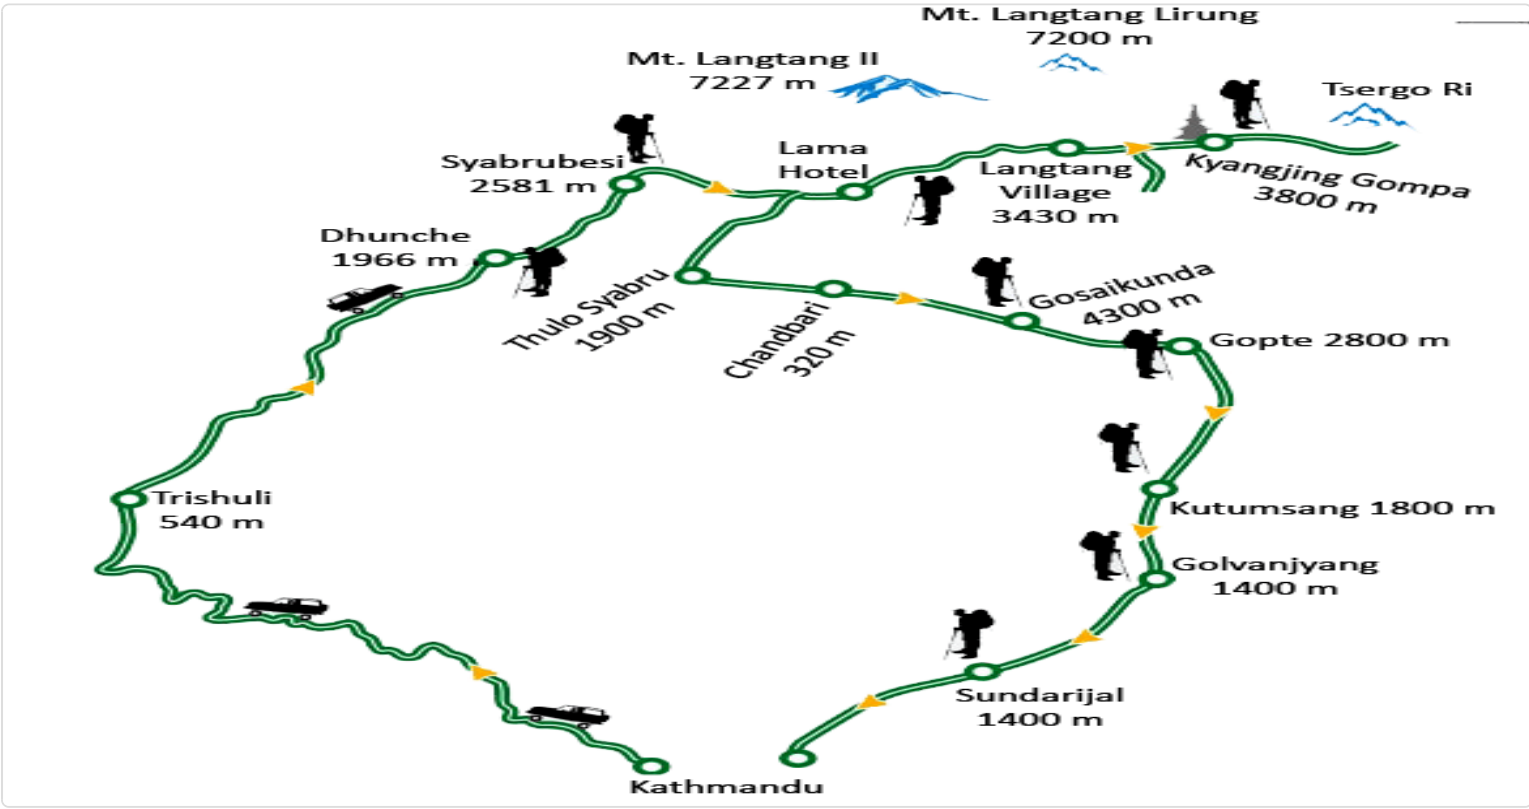 Mt. Langtang Lirung
7200 m
Mt. Langtang II
7227 m
Tsergo Ri
Syabrubesi
2581 m
Lama
Hotel
Langtang
Village
3430 m
Kyangjing Gompa
3800 m
Dhunche
1966 m
Thulo Syabru
1900 m
Chandbari
320 m
Gosaikunda
4300 m
Gopte 2800 m
Trishuli
540 m
Kutumsang 1800 m
Golvanjyang
1400 m
Sundarijal
1400 m
Kathmandu